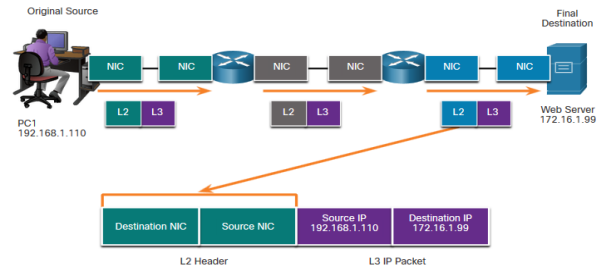 Original Source
Final
Destination
NIC
NIC
NIC
NIC
NIC
NIC
L2
L3
L2
L3
L2
L3
PC1
192.168.1.110
Web Server
172.16.1.99
Destination NIC
Source NIC
Source IP
192.168.1.110
Destination IP
172.16.1.99
L2 Header
L3 IP Packet